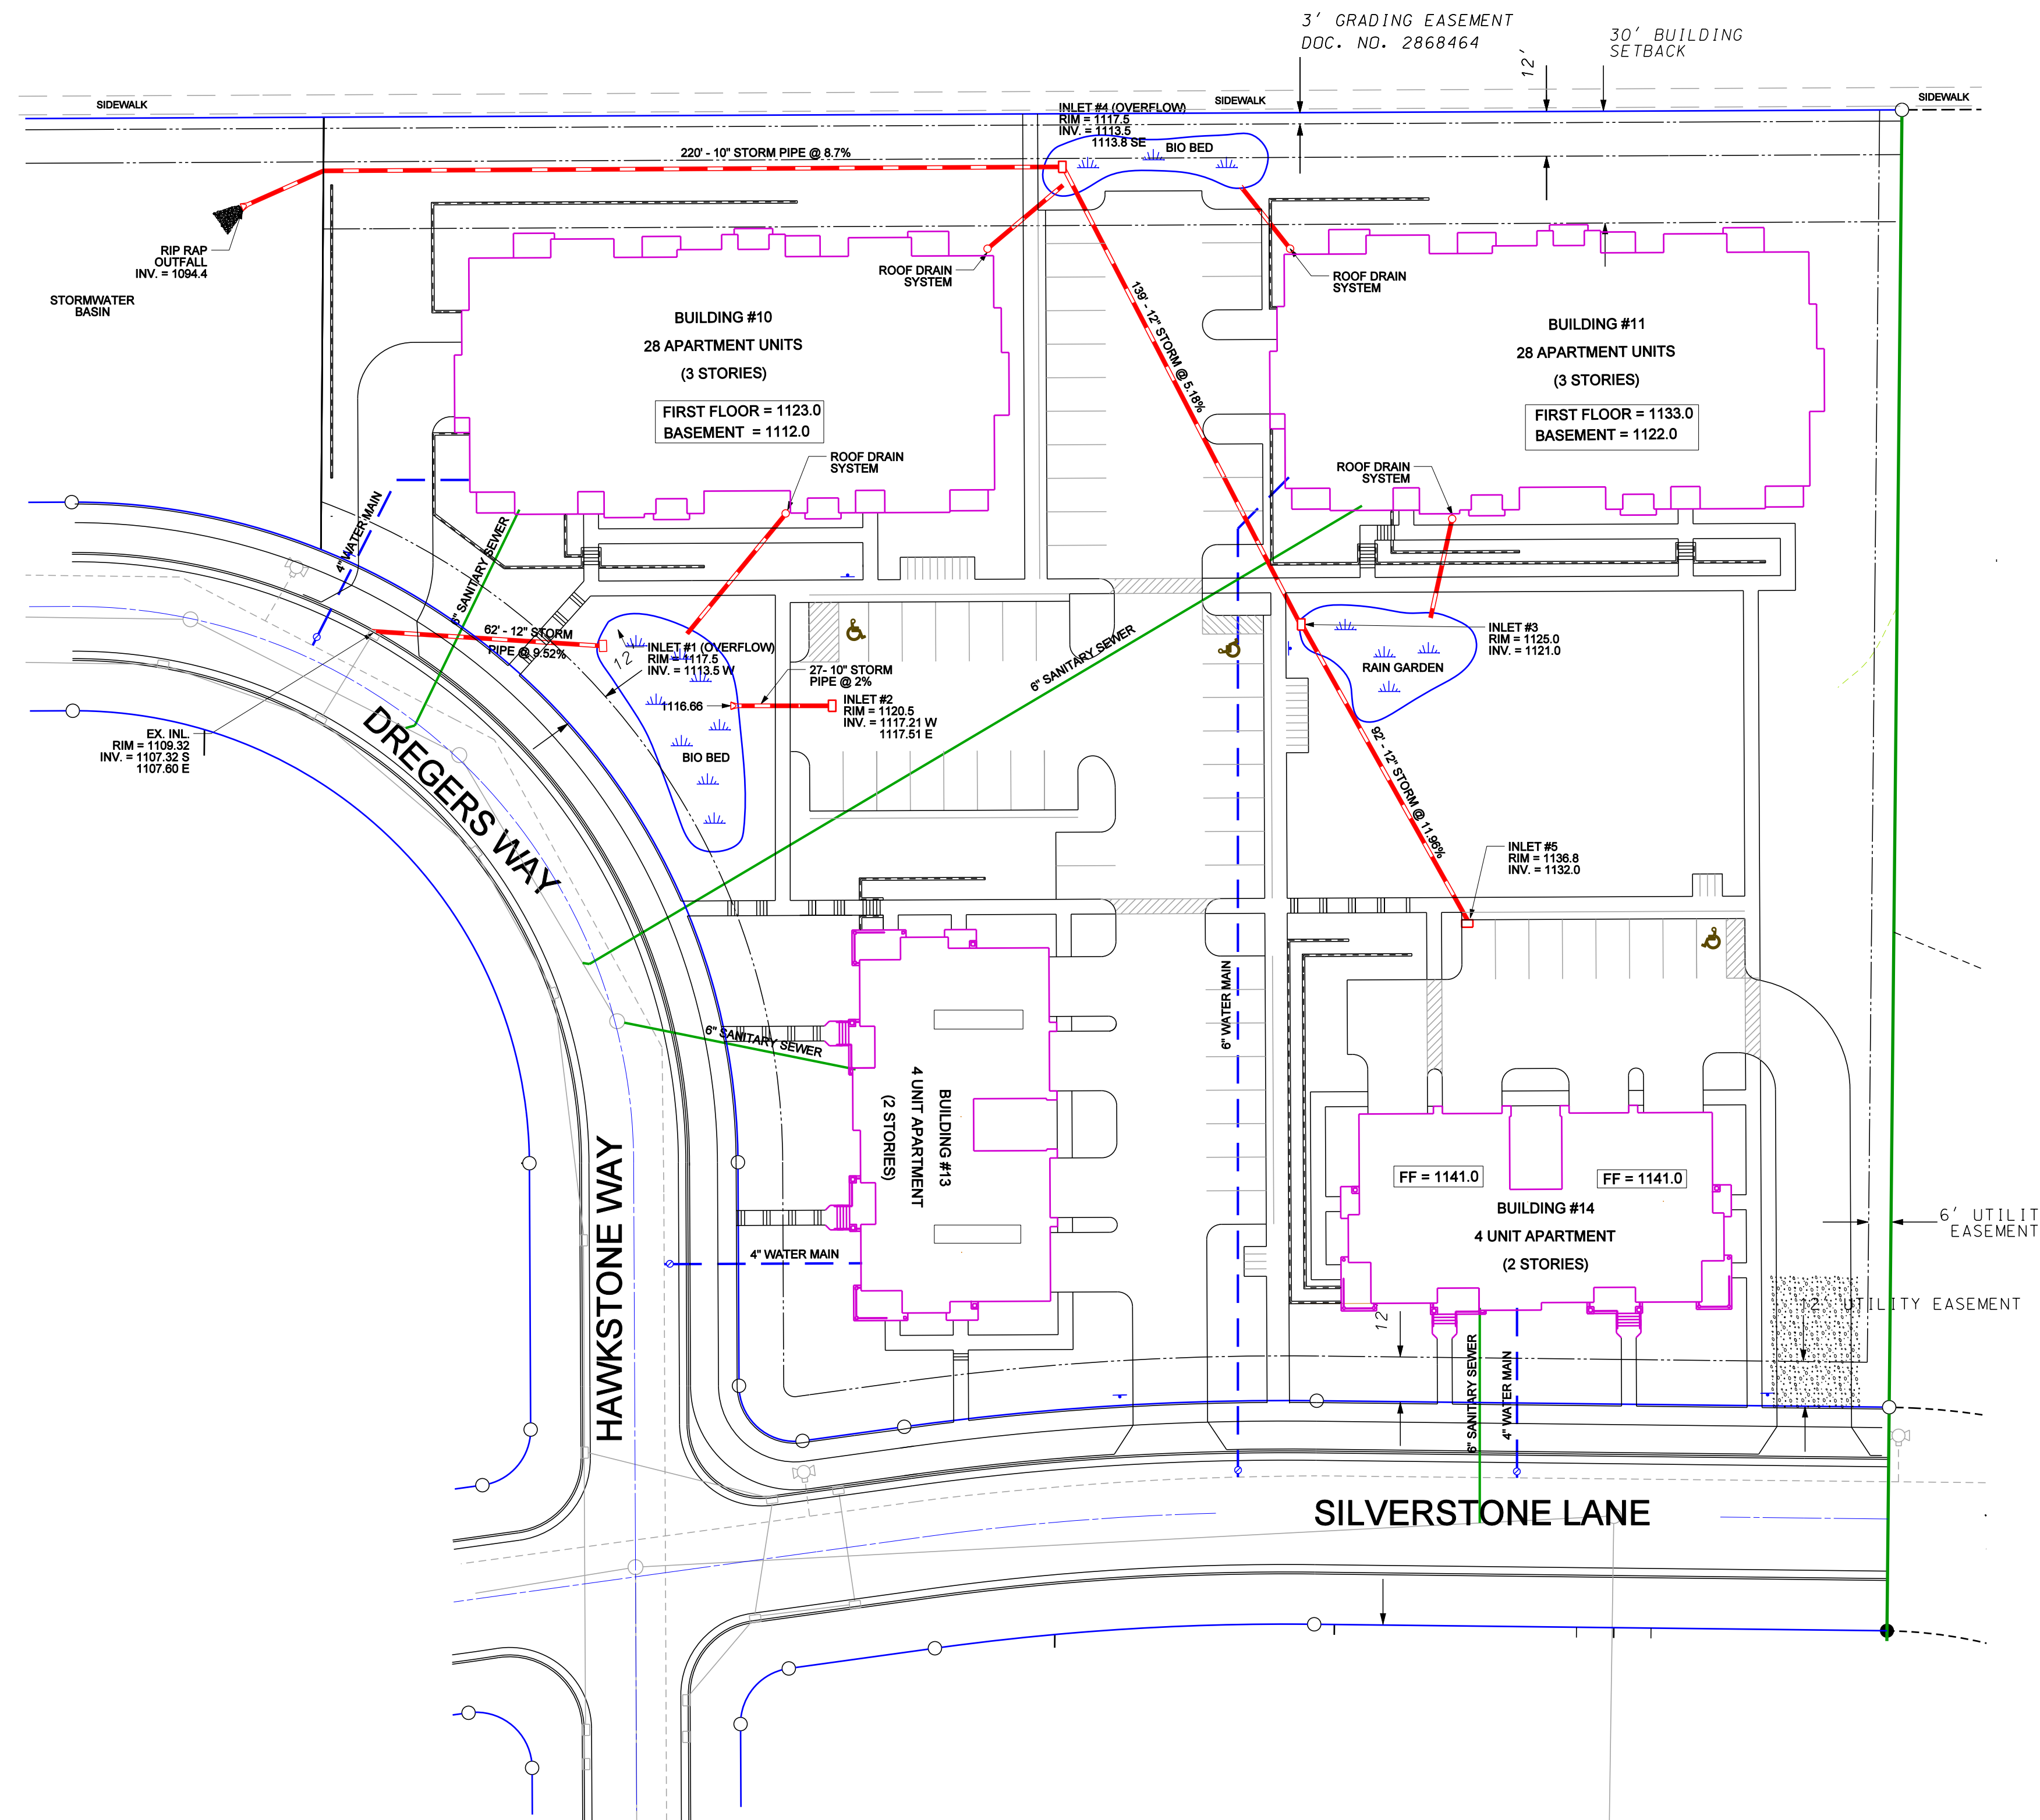 3' GRADING EASEMENT
DOC. NO. 2868464
12'
30' BUILDING
SETBACK
SIDEWALK
SIDEWALK
SIDEWALK
INLET #4 (OVERFLOW)
RIM = 1117.5
INV. = 1113.5
1113.8 SE
BIO BED
220' - 10" STORM PIPE @ 8.7%
RIP RAP
OUTFALL
INV. = 1094.4
STORMWATER
BASIN
ROOF DRAIN
SYSTEM
ROOF DRAIN
SYSTEM
139' - 12" STORM @ 5.18%
BUILDING #10
28 APARTMENT UNITS
(3 STORIES)
FIRST FLOOR = 1123.0
BASEMENT = 1112.0
BUILDING #11
28 APARTMENT UNITS
(3 STORIES)
FIRST FLOOR = 1133.0
BASEMENT = 1122.0
ROOF DRAIN
SYSTEM
ROOF DRAIN
SYSTEM
4" WATER MAIN
6" SANITARY SEWER
62' - 12" STORM
PIPE @ 9.52%
12'
INLET #1 (OVERFLOW)
RIM = 1117.5
INV. = 1113.5 W
27- 10" STORM
PIPE @ 2%
1116.66
INLET #2
RIM = 1120.5
INV. = 1117.21 W
1117.51 E
BIO BED
6" SANITARY SEWER
INLET #3
RIM = 1125.0
INV. = 1121.0
RAIN GARDEN
92' - 12" STORM @ 11.96%
EX. INL.
RIM = 1109.32
INV. = 1107.32 S
1107.60 E
DREGERS WAY
INLET #5
RIM = 1136.8
INV. = 1132.0
6" WATER MAIN
6" SANITARY SEWER
BUILDING #13
4 UNIT APARTMENT
(2 STORIES)
HAWKSTONE WAY
4" WATER MAIN
FF = 1141.0
FF = 1141.0
BUILDING #14
4 UNIT APARTMENT
(2 STORIES)
6' UTILIT
EASEMENT
12' UTILITY EASEMENT
12'
6" SANITARY SEWER
4" WATER MAIN
SILVERSTONE LANE